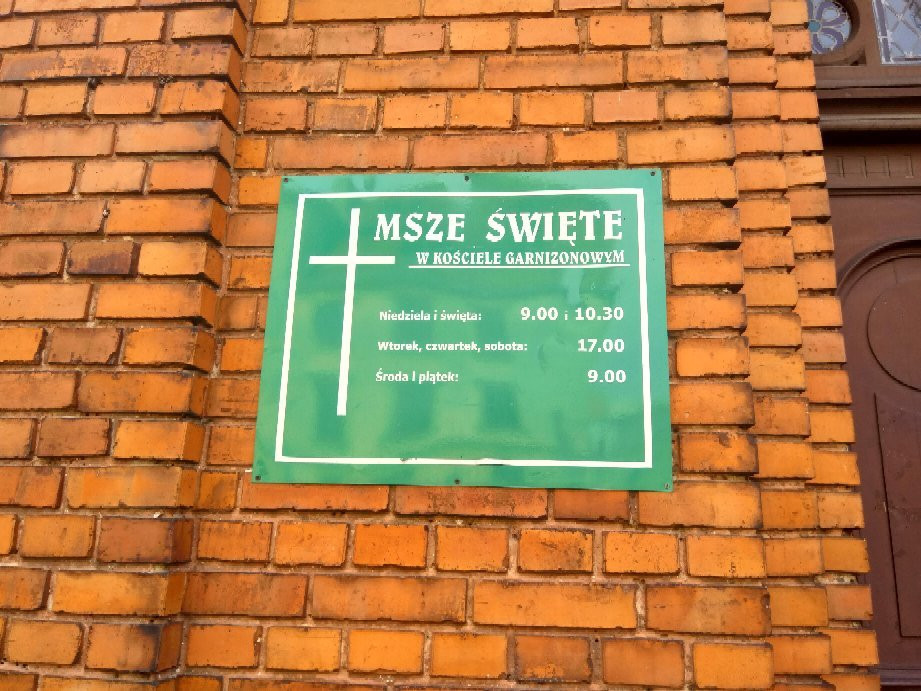 MSZE ŚWIĘTE
W KOŚCIELE GARNIZONOWYM
Niedziela i święta: 9.00 i 10.30
Wtorek, czwartek, sobota: 17.00
Środa i piątek: 9.00